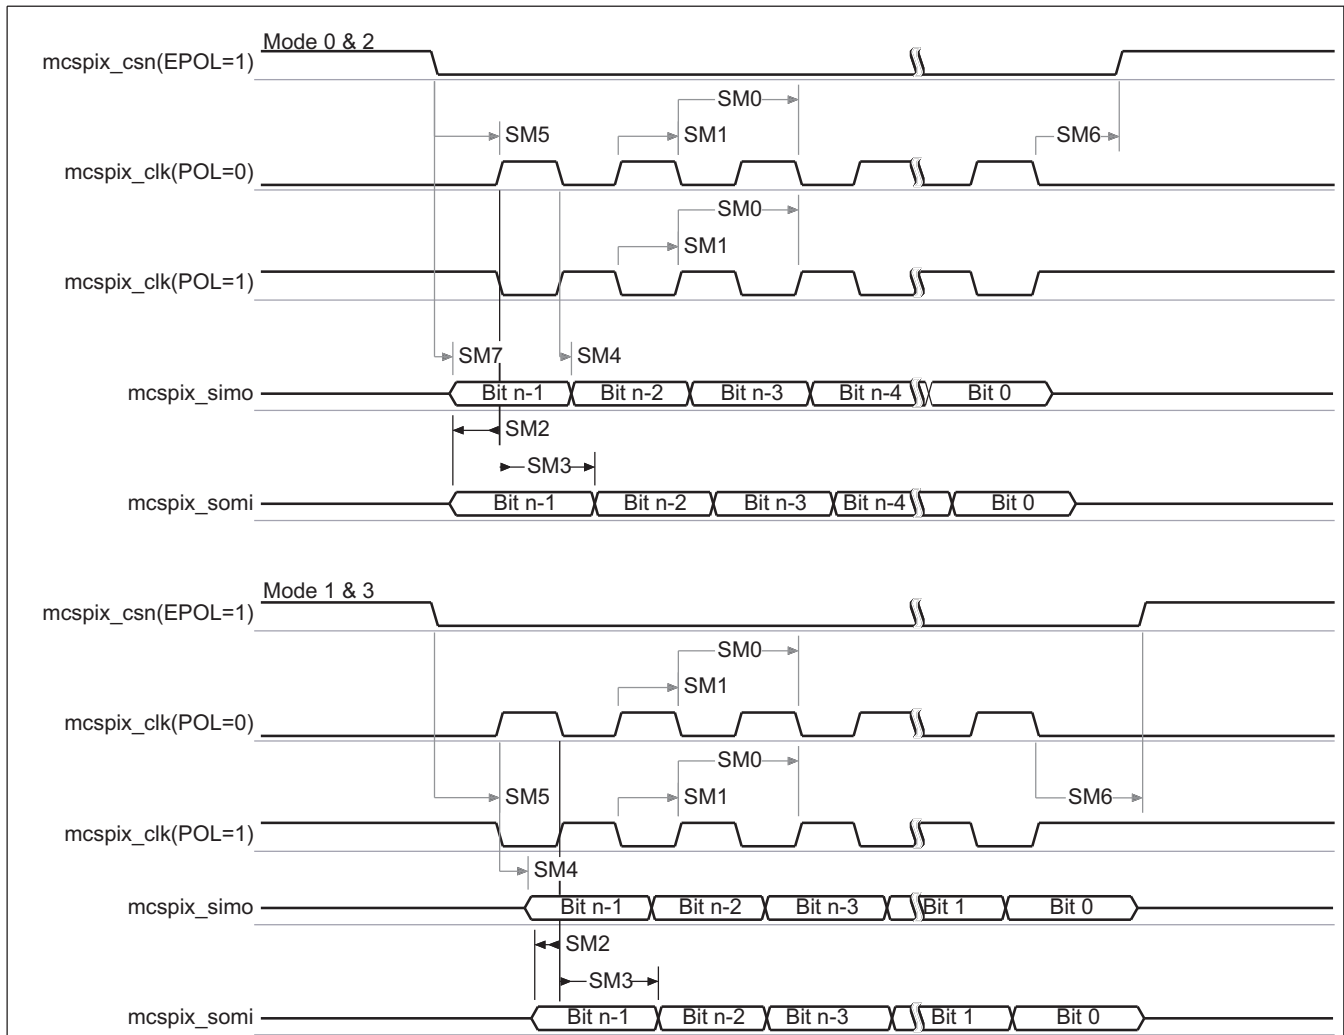 Mode 0 & 2
mcspix_csn(EPOL=1)
SM0
SM5
SM1
SM6
mcspix_clk(POL=0)
SM0
SM1
mcspix_clk(POL=1)
SM7
SM4
mcspix_simo
Bit n-1 Bit n-2 Bit n-3 Bit n-4 Bit 0
SM2
SM3
mcspix_somi
Bit n-1 Bit n-2 Bit n-3 Bit n-4 Bit 0
Mode 1 & 3
mcspix_csn(EPOL=1)
SM0
SM1
mcspix_clk(POL=0)
SM0
SM5
SM1
SM6
mcspix_clk(POL=1)
SM4
mcspix_simo
Bit n-1 Bit n-2 Bit n-3 Bit 1 Bit 0
SM2
SM3
mcspix_somi
Bit n-1 Bit n-2 Bit n-3 Bit 1 Bit 0